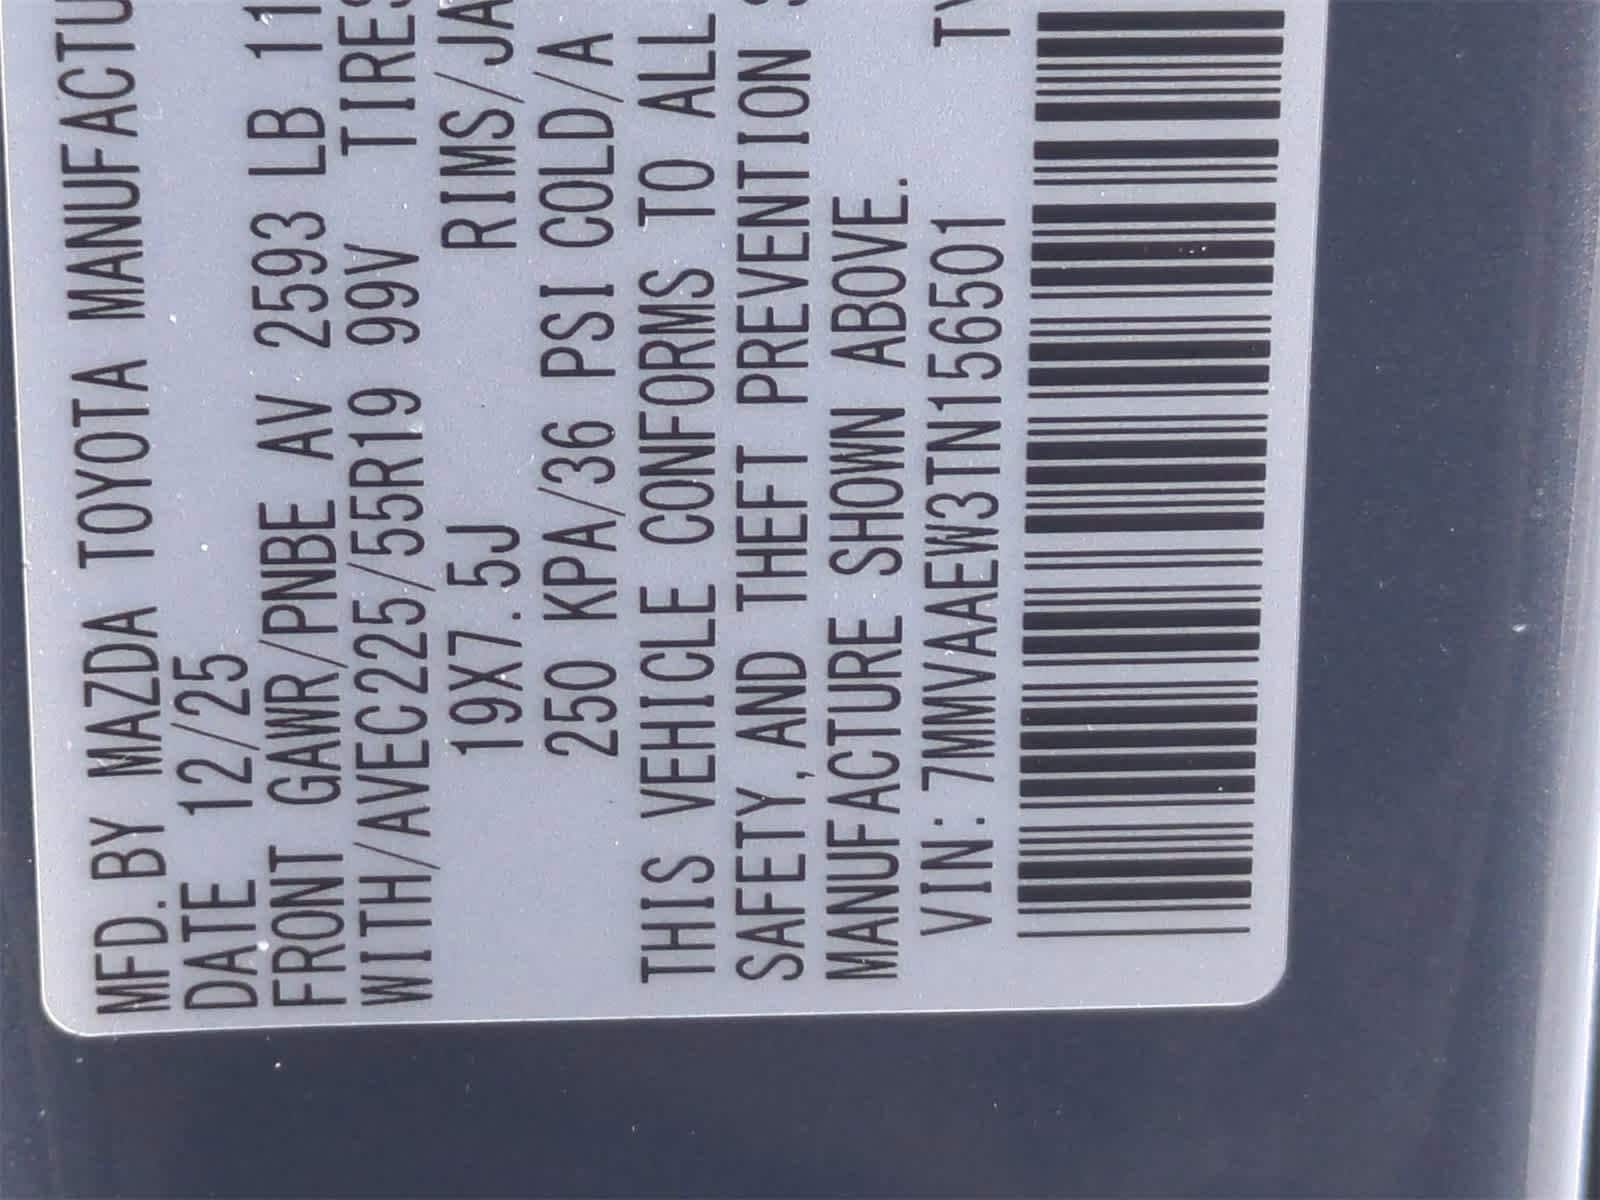 MFD.BY MAZDA TOYOTA MANUFACTU
DATE 12/25
FRONT GAWR/PNBE AV 2593 LB 11
WITH/AVEC225/55R19 99V TIRES
19X7.5J RIMS/JA
250 KPA/36 PSI COLD/A
THIS VEHICLE CONFORMS TO ALL
SAFETY,AND THEFT PREVENTION S
MANUFACTURE SHOWN ABOVE.
VIN:7MMVAAEW3TN156501 TY